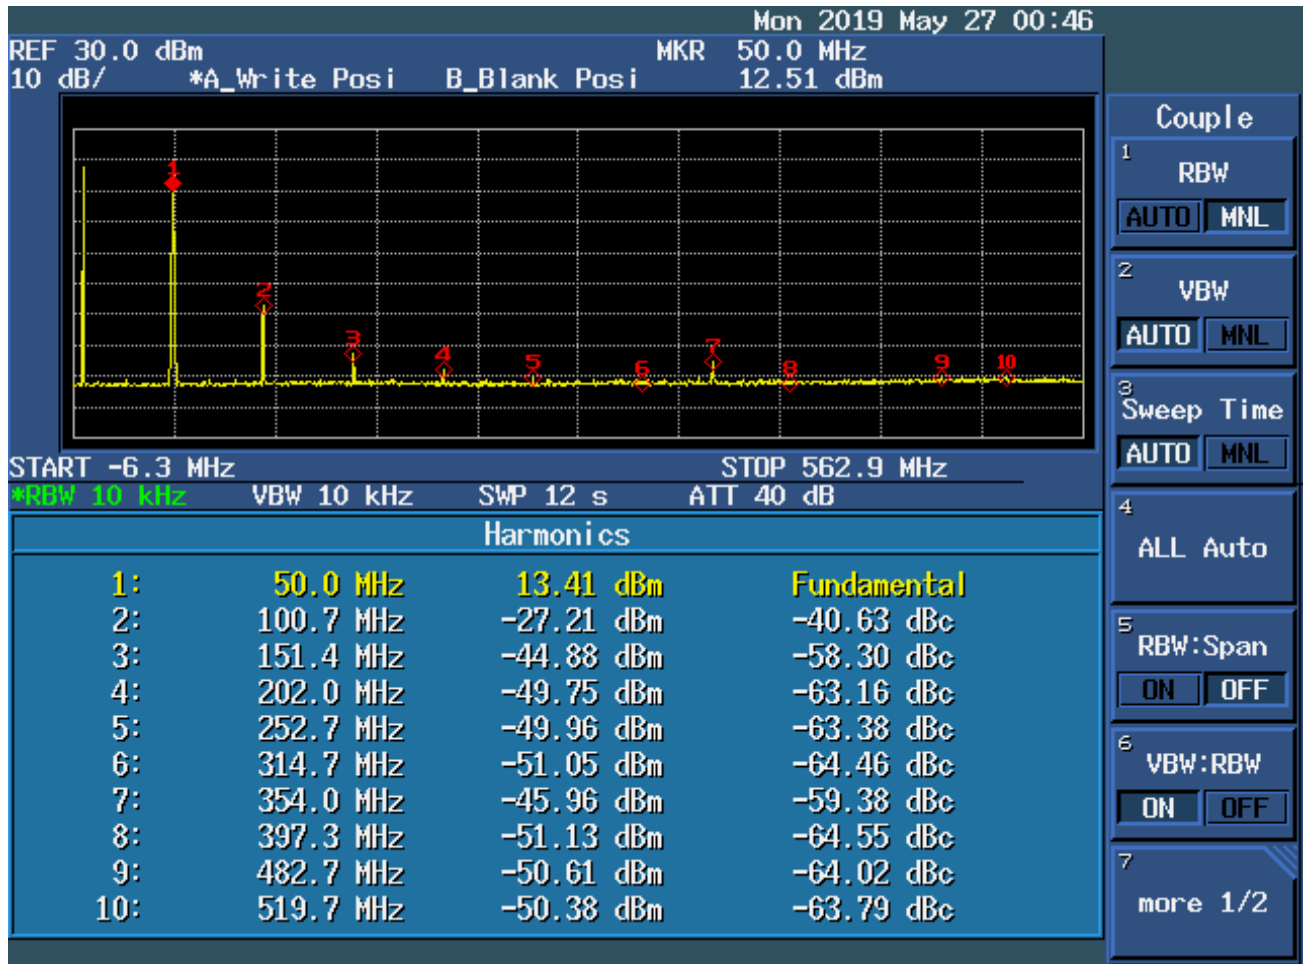 Mon 2019 May 27 00:46
REF 30.0 dBm MKR 50.0 MHz
10 dB/ *A_Write Posi B_Blank Posi 12.51 dBm
1
2
3
4
5
6
7
8
9
10
START -6.3 MHz STOP 562.9 MHz
*RBW 10 kHz VBW 10 kHz SWP 12 s ATT 40 dB
Harmonics
1: 50.0 MHz 13.41 dBm Fundamental
2: 100.7 MHz -27.21 dBm -40.63 dBc
3: 151.4 MHz -44.88 dBm -58.30 dBc
4: 202.0 MHz -49.75 dBm -63.16 dBc
5: 252.7 MHz -49.96 dBm -63.38 dBc
6: 314.7 MHz -51.05 dBm -64.46 dBc
7: 354.0 MHz -45.96 dBm -59.38 dBc
8: 397.3 MHz -51.13 dBm -64.55 dBc
9: 482.7 MHz -50.61 dBm -64.02 dBc
10: 519.7 MHz -50.38 dBm -63.79 dBc
Couple
1
RBW
AUTO MNL
2
VBW
AUTO MNL
3
Sweep Time
AUTO MNL
4
ALL Auto
5
RBW:Span
ON OFF
6
VBW:RBW
ON OFF
7
more 1/2